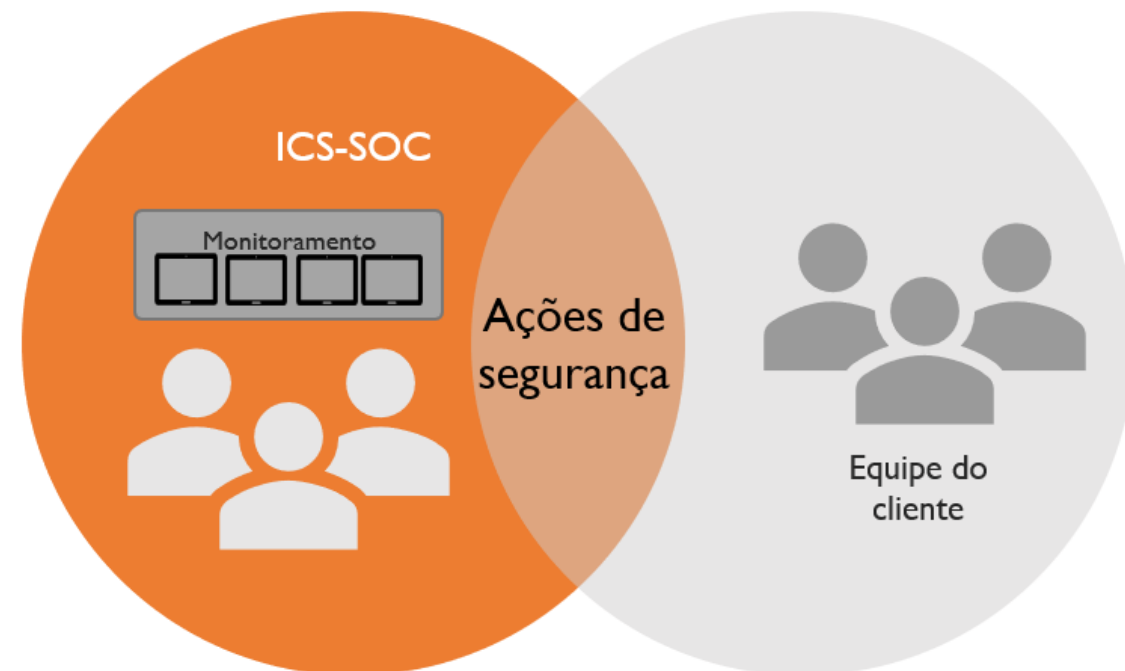 ICS-SOC
Monitoramento
Ações de
segurança
Equipe do
cliente